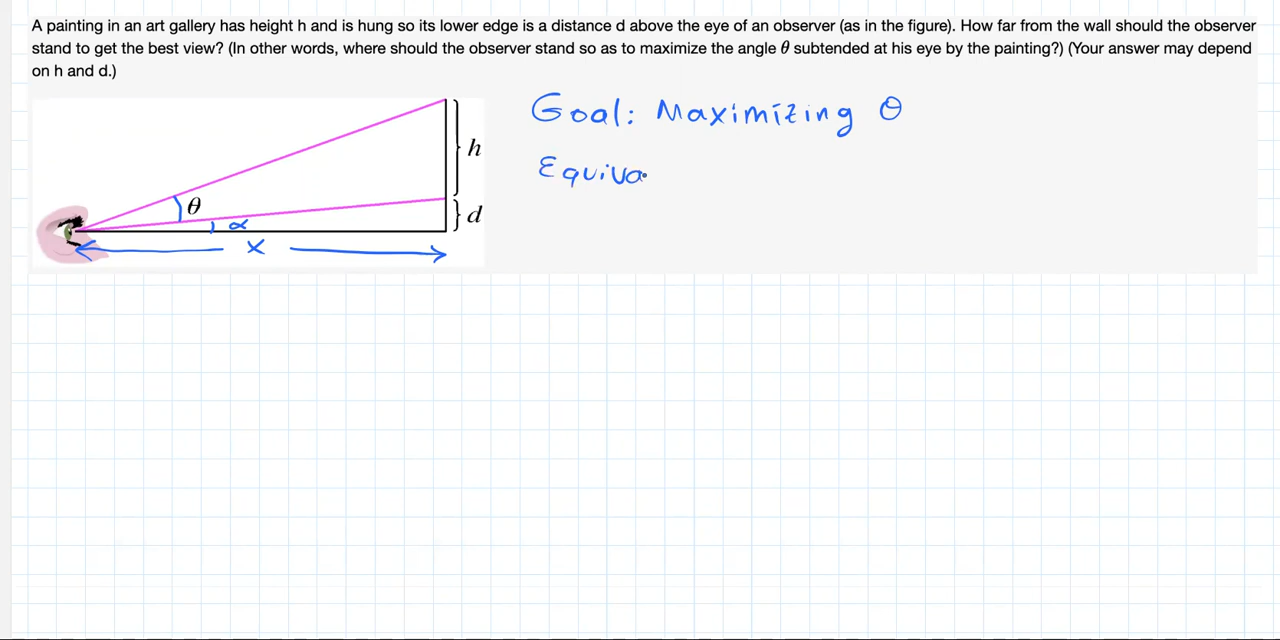 A painting in an art gallery has height h and is hung so its lower edge is a distance d above the eye of an observer (as in the figure). How far from the wall should the observer
stand to get the best view? (In other words, where should the observer stand so as to maximize the angle θ subtended at his eye by the painting?) (Your answer may depend
on h and d.)
Goal: Maximizing θ
Equiva
h
θ
d
α
x